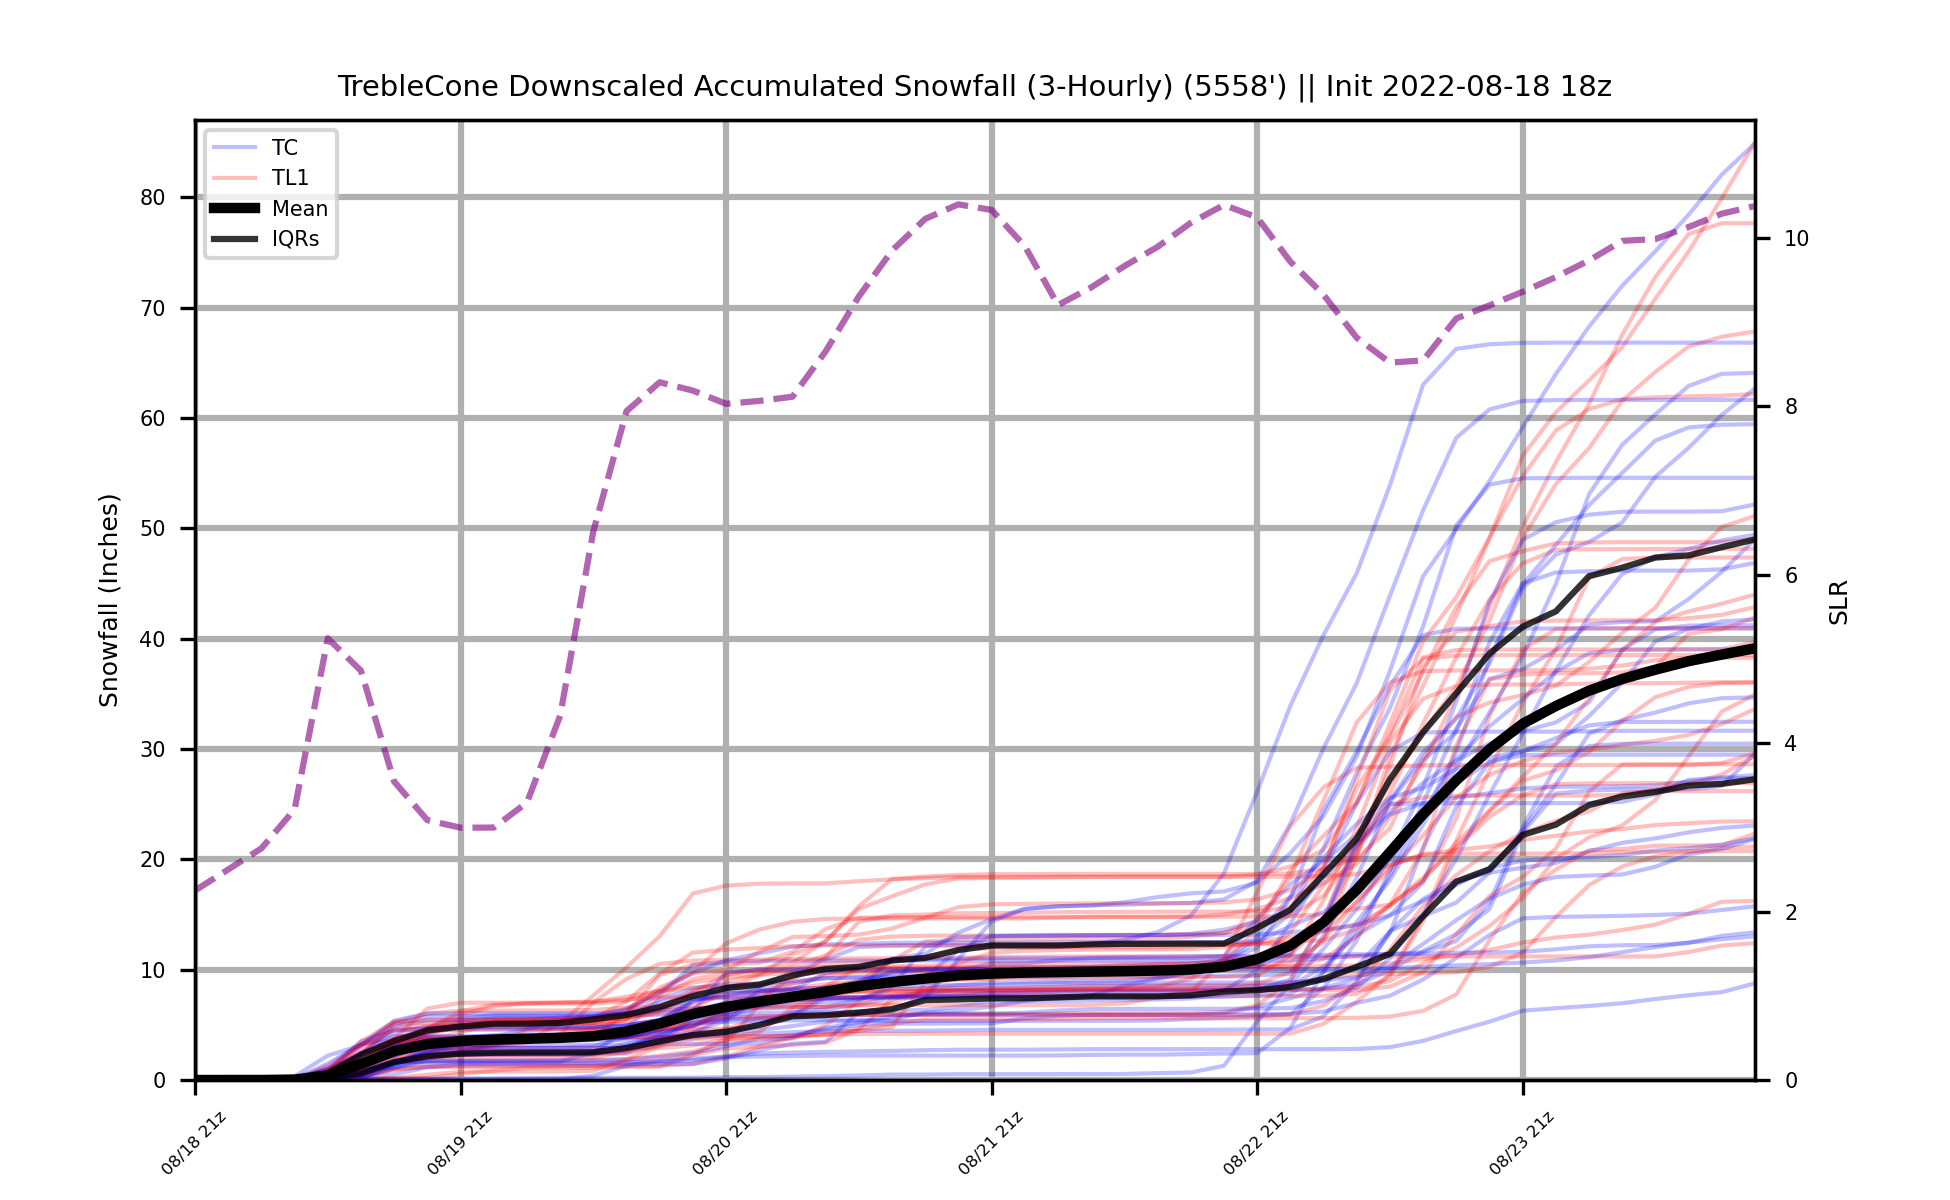 TrebleCone Downscaled Accumulated Snowfall (3-Hourly) (5558') || Init 2022-08-18 18z
TC
TL1
Mean
IQRs
Snowfall (Inches)
80
70
60
50
40
30
20
10
0
SLR
10
8
6
4
2
0
08/18 21z
08/19 21z
08/20 21z
08/21 21z
08/22 21z
08/23 21z